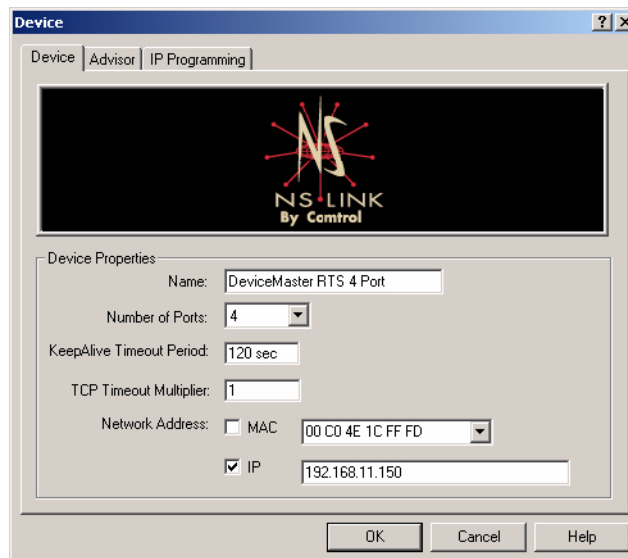 Device
Device Advisor IP Programming
NS
NS LINK
By Comtrol
Device Properties
Name: DeviceMaster RTS 4 Port
Number of Ports: 4
KeepAlive Timeout Period: 120 sec
TCP Timeout Multiplier: 1
Network Address: MAC 00 C0 4E 1C FF FD
IP 192.168.11.150
OK Cancel Help